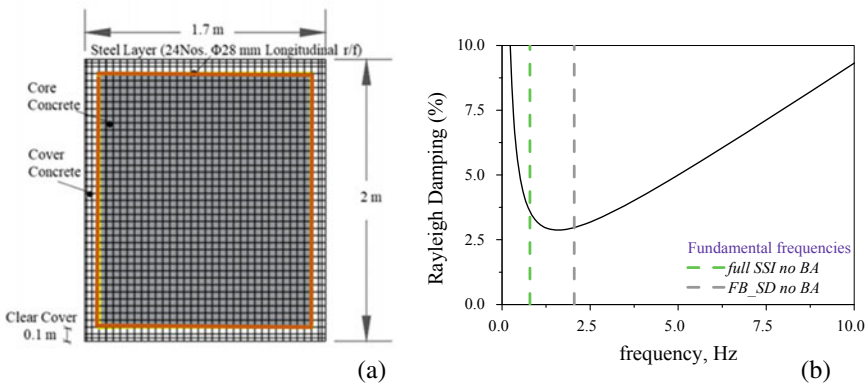 1.7 m
Steel Layer (24Nos. Φ28 mm Longitudinal r/f)
Core
Concrete
Cover
Concrete
2 m
Clear Cover
0.1 m
(a)
10.0
7.5
5.0
2.5
0.0
Rayleigh Damping (%)
Fundamental frequencies
full SSI no BA
FB_SD no BA
0.0 2.5 5.0 7.5 10.0
frequency, Hz
(b)